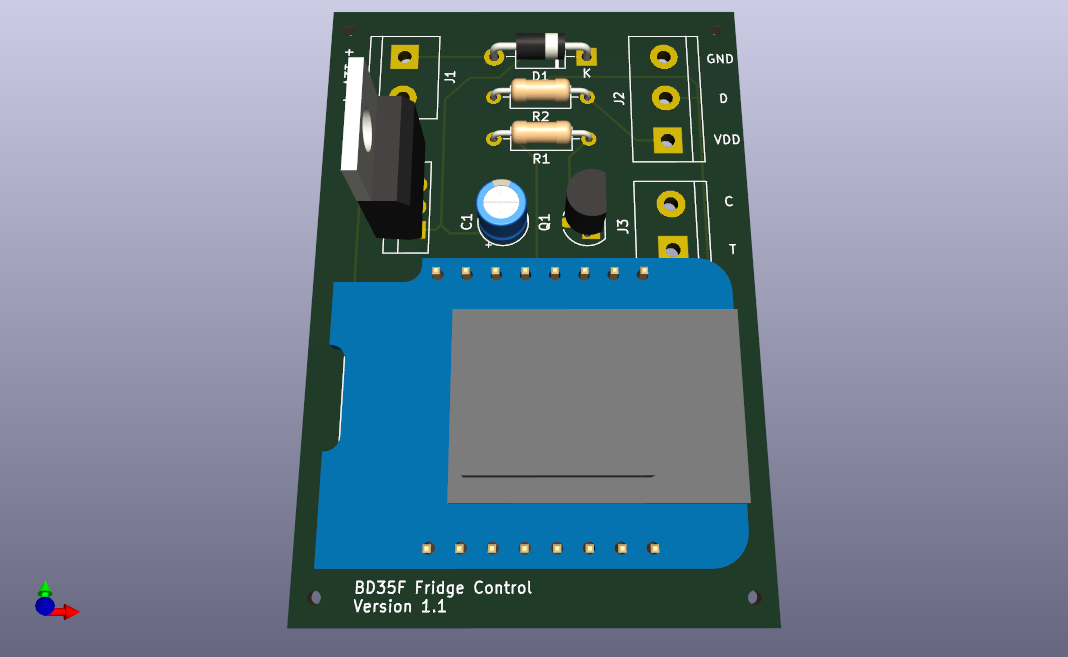 +
J1
D1
K
R2
R1
J2
GND
D
VDD
C1
+
Q1
J3
C
T
BD35F Fridge Control
Version 1.1